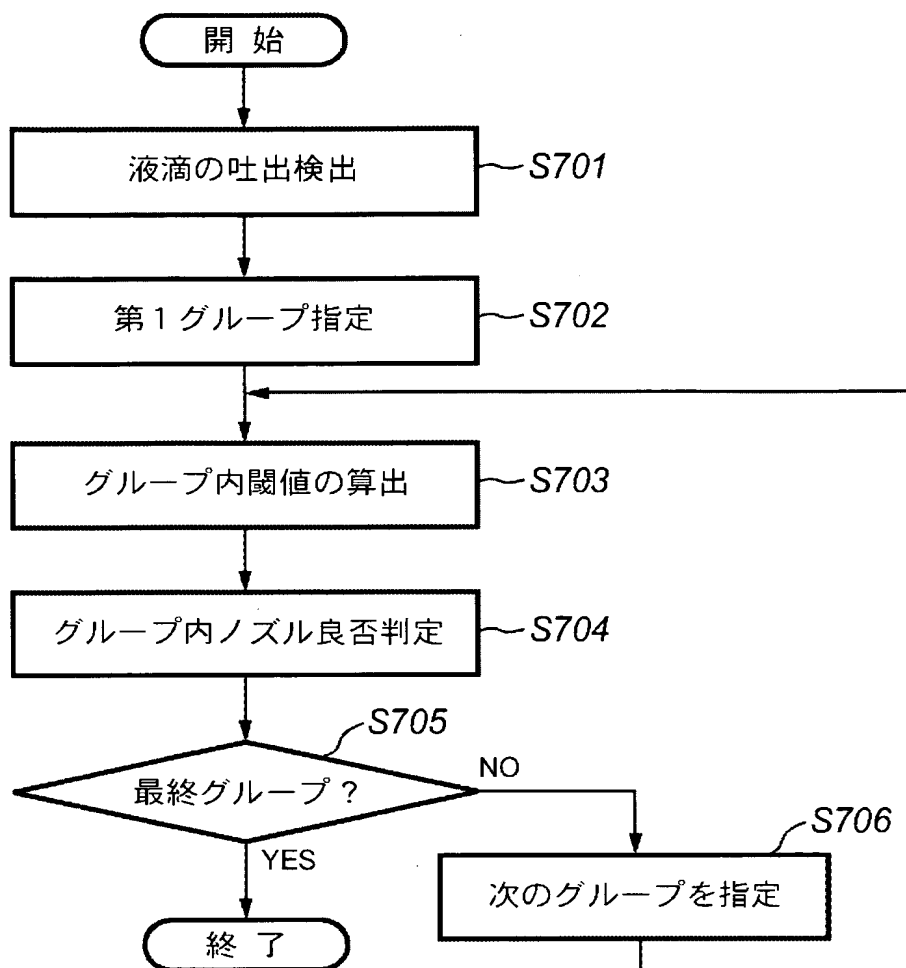 開始
液滴の吐出検出
S701
第1グループ指定
S702
グループ内閾値の算出
S703
グループ内ノズル良否判定
S704
S705
最終グループ?
NO
YES
S706
次のグループを指定
終了